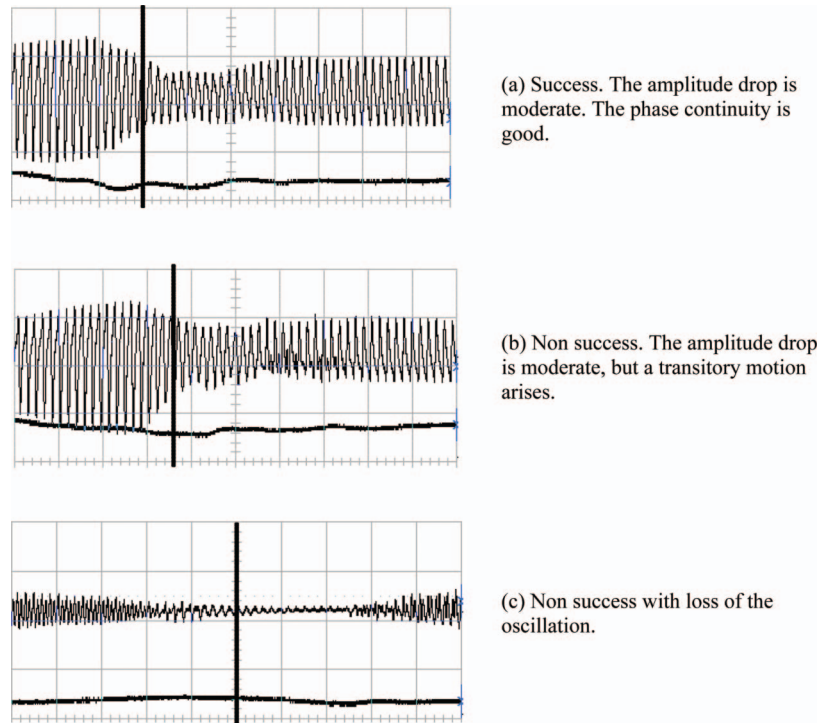 (a) Success. The amplitude drop is
moderate. The phase continuity is
good.
(b) Non success. The amplitude drop
is moderate, but a transitory motion
arises.
(c) Non success with loss of the
oscillation.